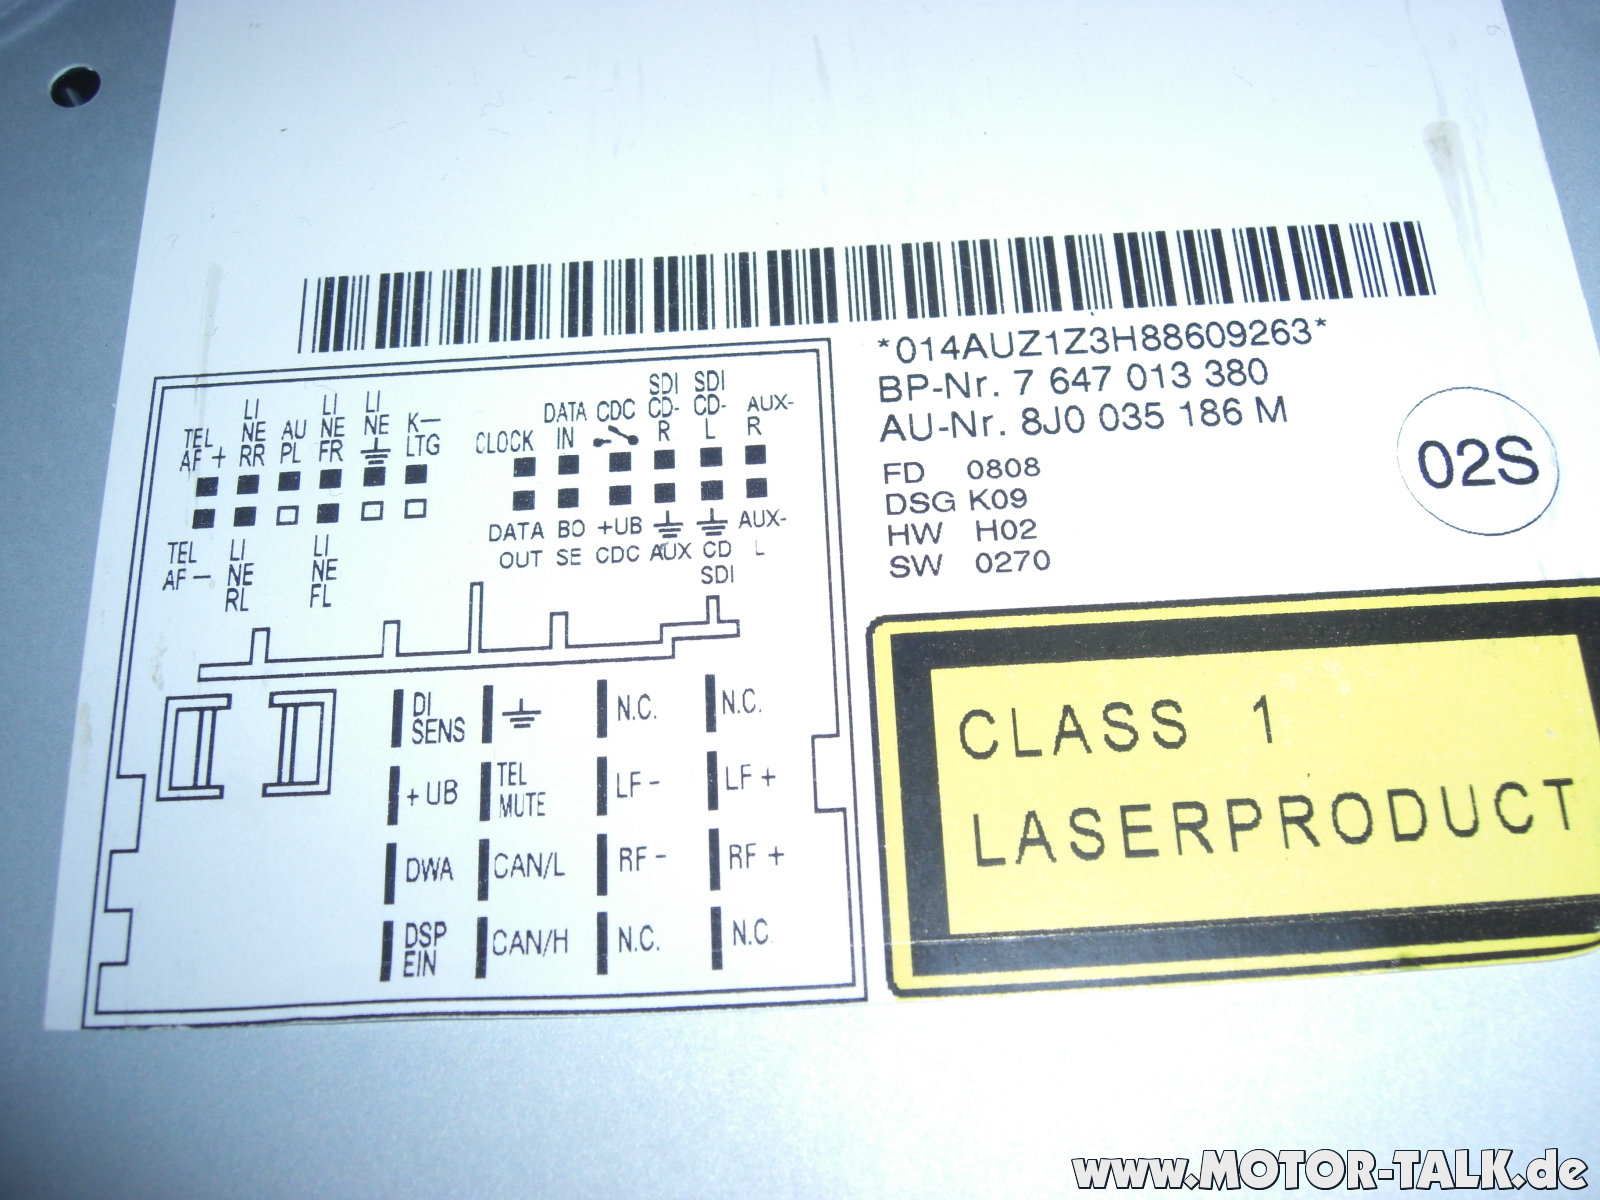 *014AUZ1Z3H88609263*
BP-Nr. 7 647 013 380
AU-Nr. 8J0 035 186 M
FD 0808
DSG K09
HW H02
SW 0270
02S
TEL AF +
LI NE RR
AU PL
LI NE FR
LI NE
K— LTG
CLOCK
DATA IN
CDC
SDI CD- R
SDI CD- L
AUX- R
TEL AF —
LI NE RL
LI NE FL
DATA OUT
BO SE
+UB CDC
AUX
CD SDI
AUX- L
DI SENS
N.C.
N.C.
+ UB
TEL MUTE
LF -
LF +
DWA
CAN/L
RF -
RF +
DSP EIN
CAN/H
N.C.
N.C.
CLASS 1
LASERPRODUCT
www.MOTOR-TALK.de